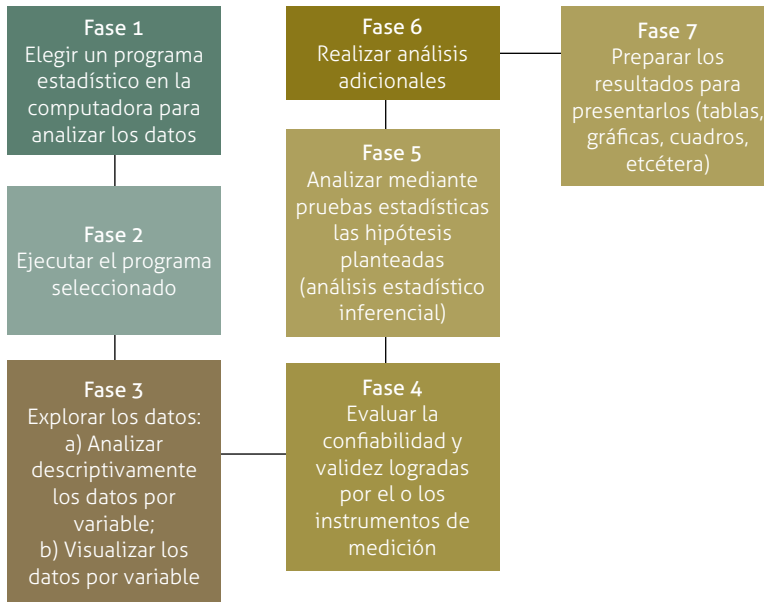 Fase 1
Elegir un programa
estadístico en la
computadora para
analizar los datos
Fase 2
Ejecutar el programa
seleccionado
Fase 3
Explorar los datos:
a) Analizar
descriptivamente
los datos por
variable;
b) Visualizar los
datos por variable
Fase 4
Evaluar la
confiabilidad y
validez logradas
por el o los
instrumentos de
medición
Fase 5
Analizar mediante
pruebas estadísticas
las hipótesis
planteadas
(análisis estadístico
inferencial)
Fase 6
Realizar análisis
adicionales
Fase 7
Preparar los
resultados para
presentarlos (tablas,
gráficas, cuadros,
etcétera)